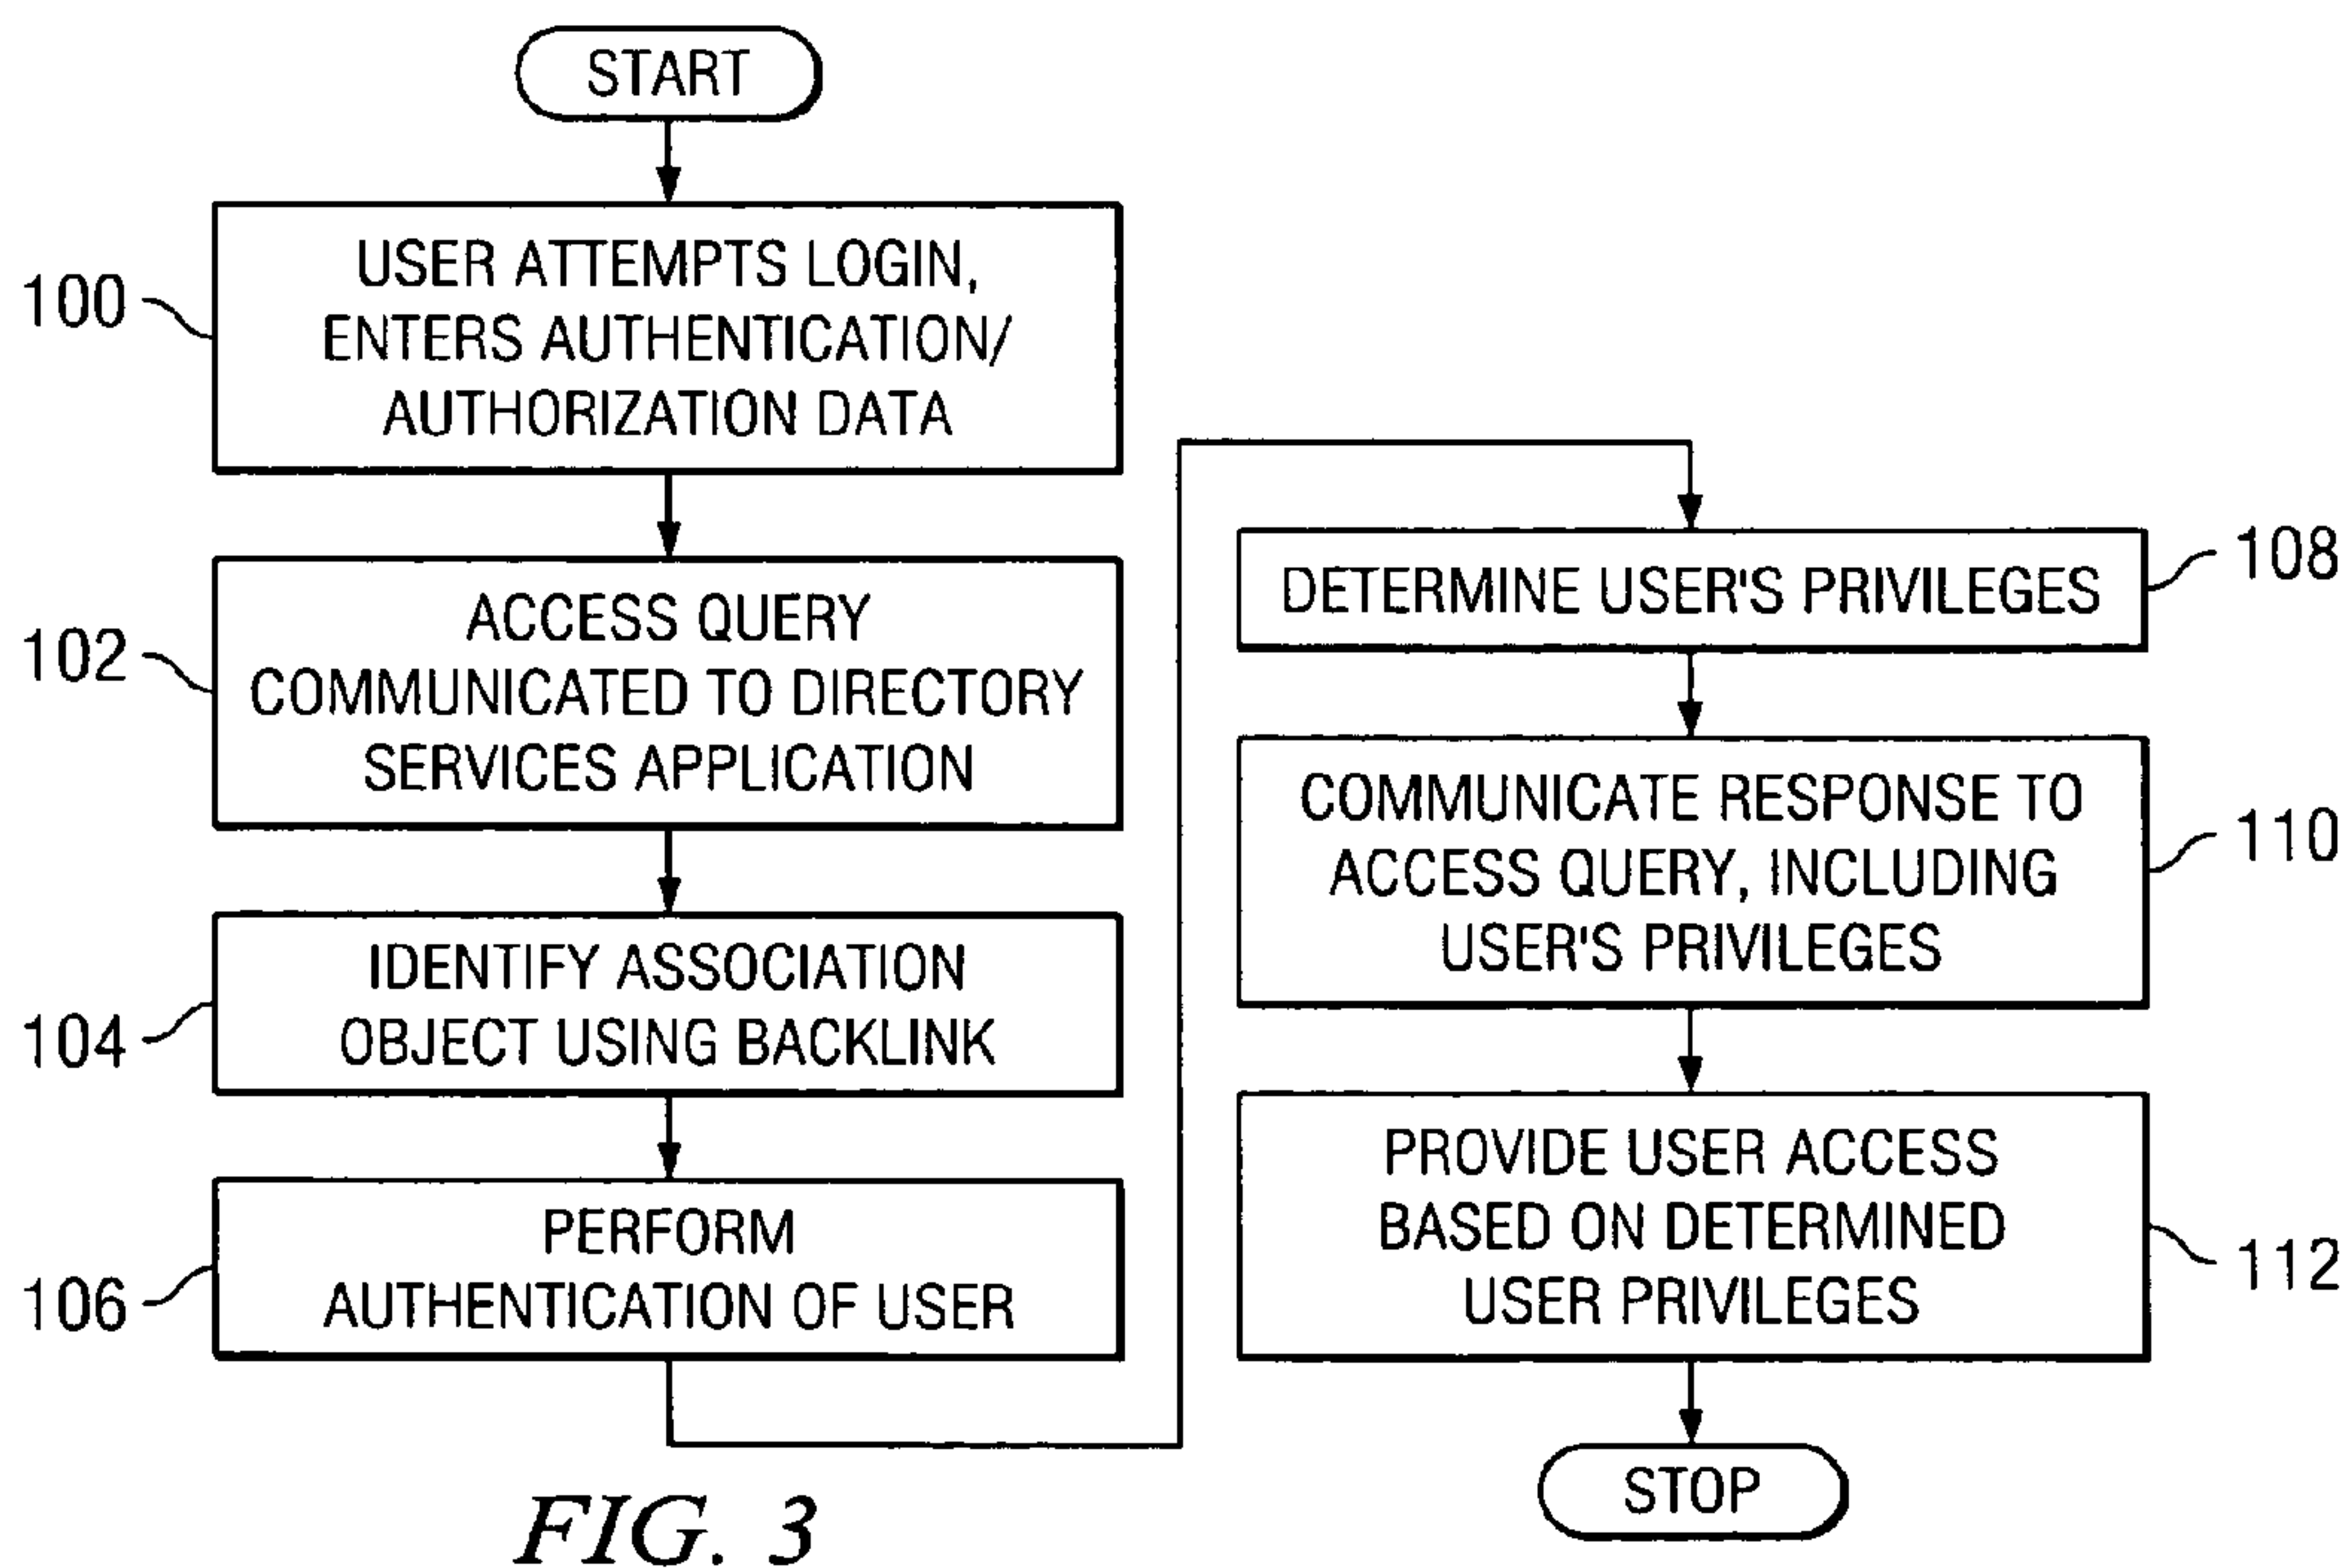 START
100
USER ATTEMPTS LOGIN,
ENTERS AUTHENTICATION/
AUTHORIZATION DATA
102
ACCESS QUERY
COMMUNICATED TO DIRECTORY
SERVICES APPLICATION
104
IDENTIFY ASSOCIATION
OBJECT USING BACKLINK
106
PERFORM
AUTHENTICATION OF USER
DETERMINE USER'S PRIVILEGES
108
COMMUNICATE RESPONSE TO
ACCESS QUERY, INCLUDING
USER'S PRIVILEGES
110
PROVIDE USER ACCESS
BASED ON DETERMINED
USER PRIVILEGES
112
STOP
FIG. 3